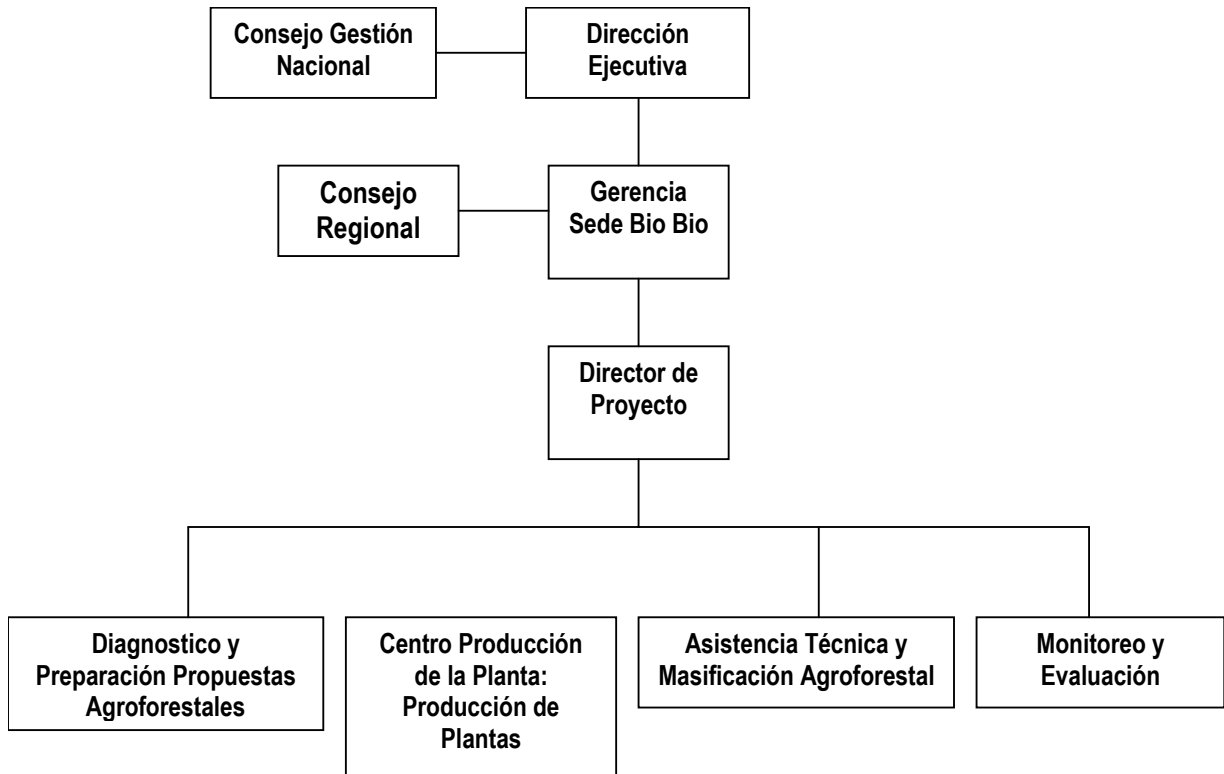 Consejo Gestión
Nacional
Dirección
Ejecutiva
Consejo
Regional
Gerencia
Sede Bio Bio
Director de
Proyecto
Diagnostico y
Preparación Propuestas
Agroforestales
Centro Producción
de la Planta:
Producción de
Plantas
Asistencia Técnica y
Masificación Agroforestal
Monitoreo y
Evaluación